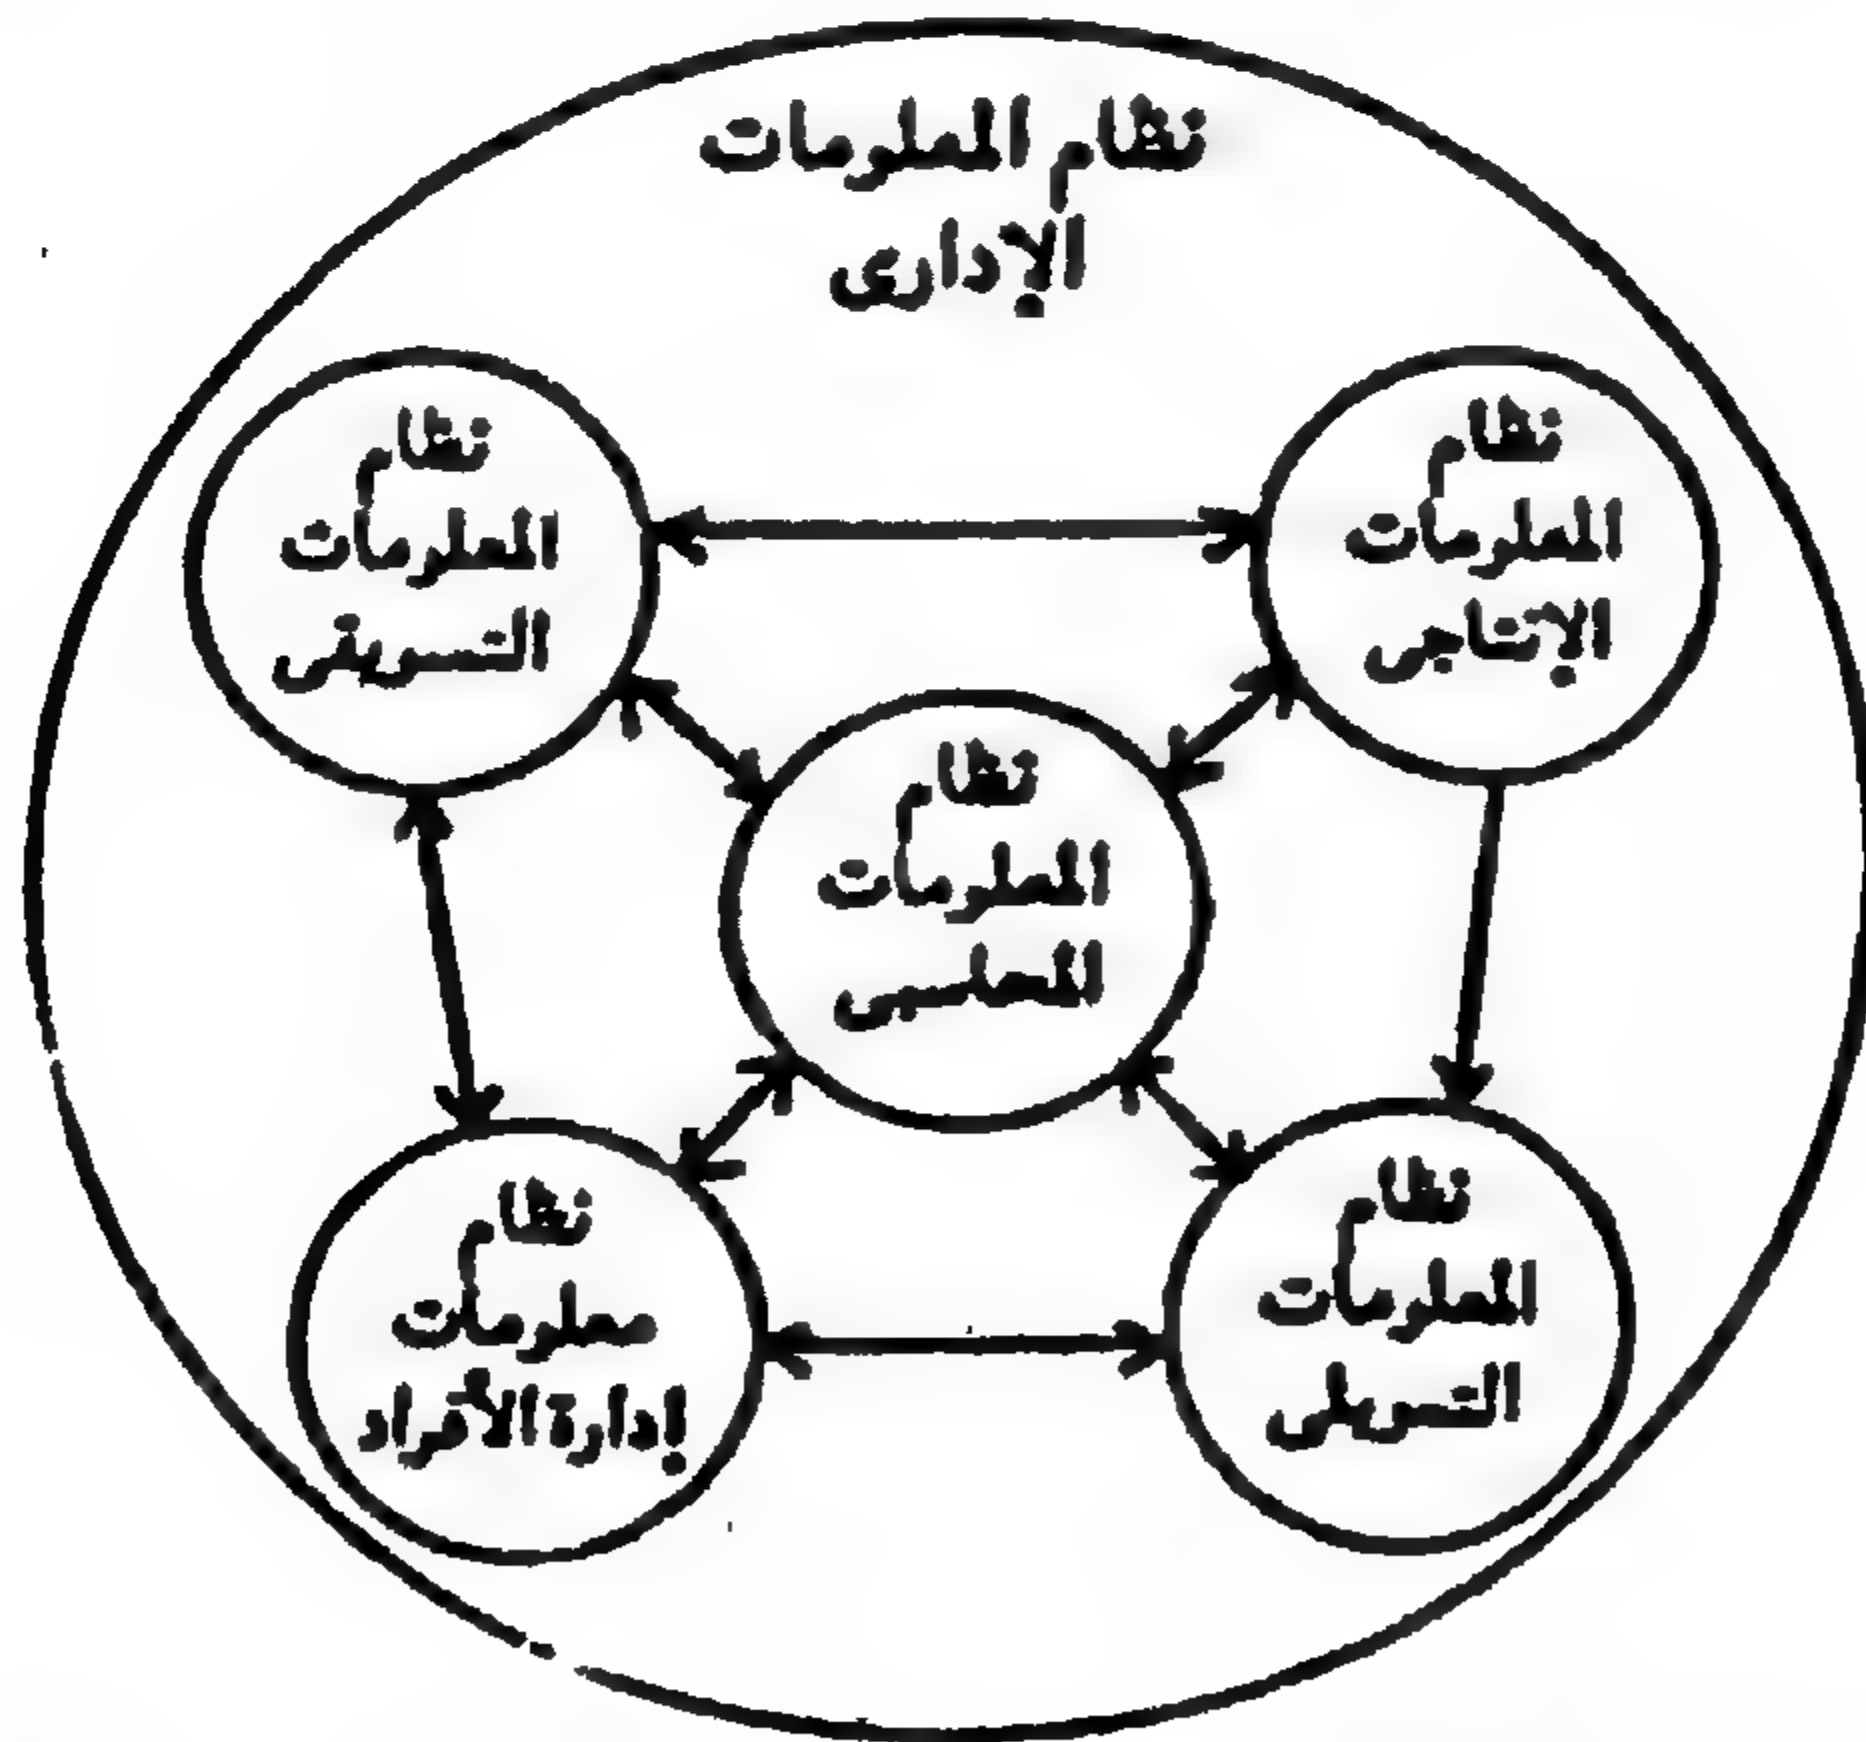 نظام المعلومات
الإدارى
نظام
المعلومات
الإنتاجى
نظام
المعلومات
التسويقى
نظام
المعلومات
المحاسبى
نظام
المعلومات
التمويلى
نظام
معلومات
إدارة الأفراد